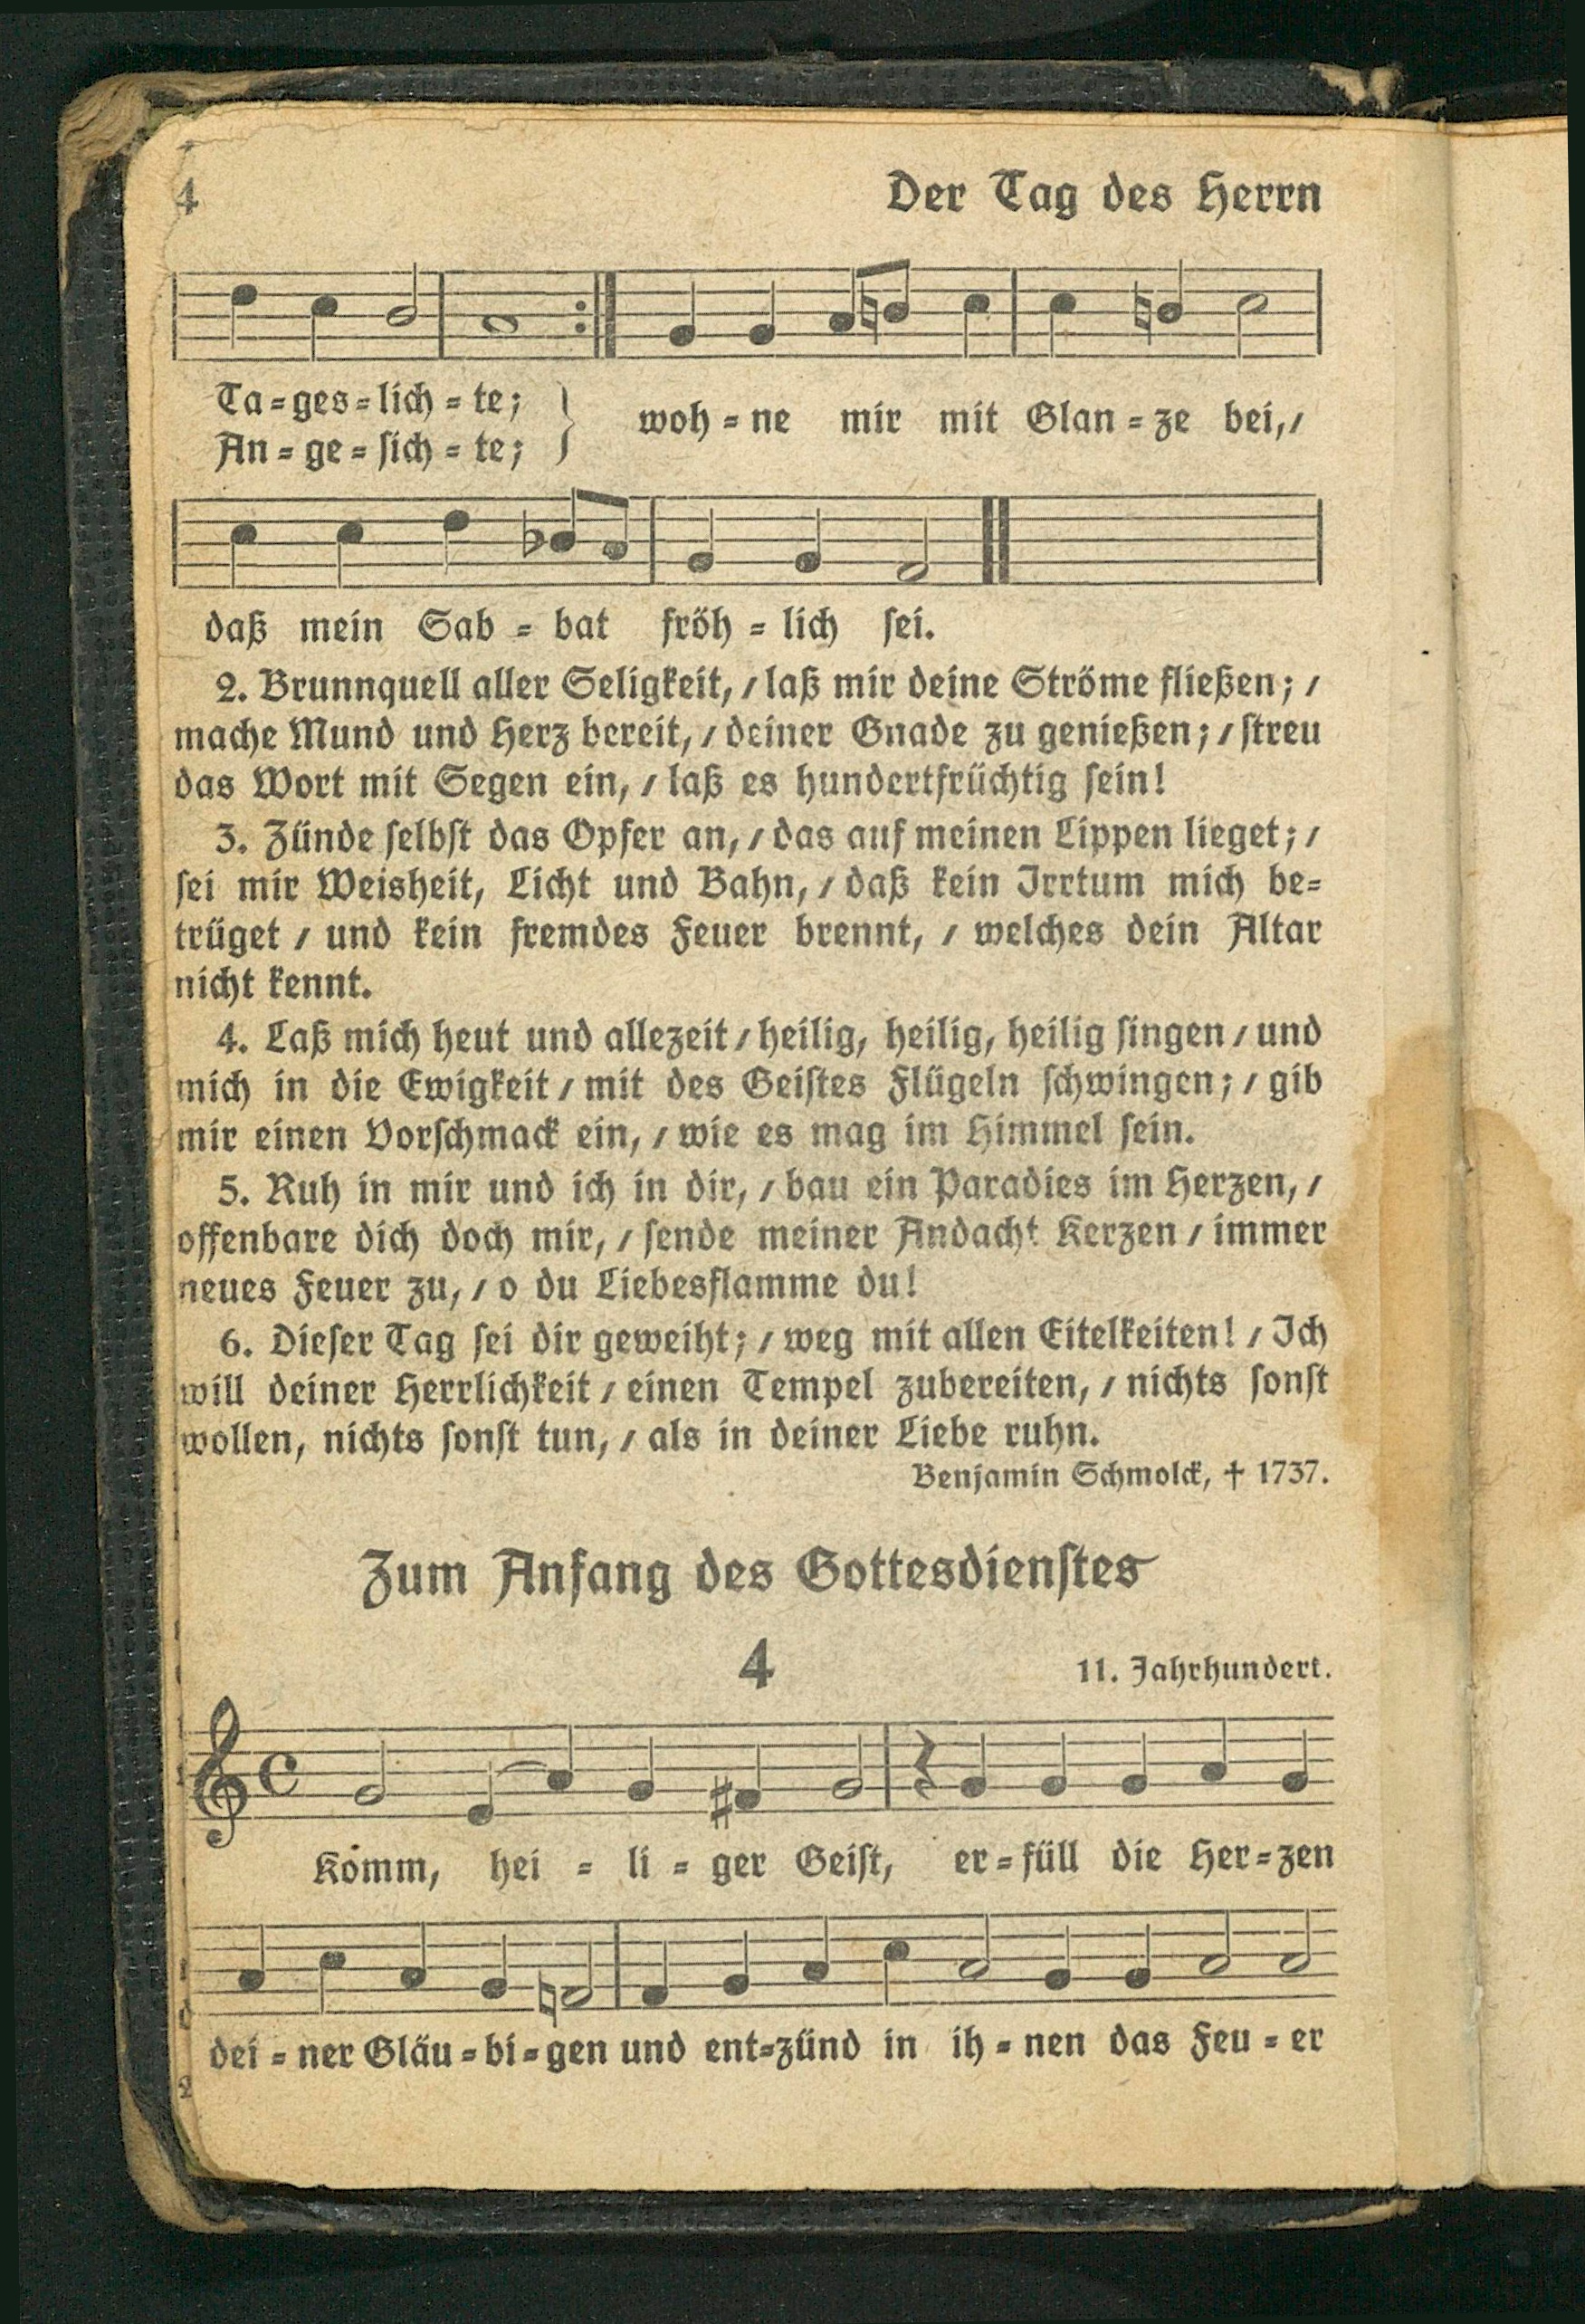 4
Der Tag des Herrn
Ta-ges-lich-te;
An-ge-sich-te;
woh-ne mir mit Glan-ze bei, /
daß mein Sab-bat fröh-lich sei.
2. Brunnquell aller Seligkeit, / laß mir deine Ströme fließen; /
mache Mund und Herz bereit, / deiner Gnade zu genießen; / streu
das Wort mit Segen ein, / laß es hundertfrüchtig sein!
3. Zünde selbst das Opfer an, / das auf meinen Lippen lieget; /
sei mir Weisheit, Licht und Bahn, / daß kein Irrtum mich be-
trüget / und kein fremdes Feuer brennt, / welches dein Altar
nicht kennt.
4. Laß mich heut und allezeit / heilig, heilig, heilig singen / und
mich in die Ewigkeit / mit des Geistes Flügeln schwingen; / gib
mir einen Vorschmack ein, / wie es mag im Himmel sein.
5. Ruh in mir und ich in dir, / bau ein Paradies im Herzen, /
offenbare dich doch mir, / sende meiner Andacht Kerzen / immer
neues Feuer zu, / o du Liebesflamme du!
6. Dieser Tag sei dir geweiht; / weg mit allen Eitelkeiten! / Ich
will deiner Herrlichkeit / einen Tempel zubereiten, / nichts sonst
wollen, nichts sonst tun, / als in deiner Liebe ruhn.
Benjamin Schmolck, † 1737.
Zum Anfang des Gottesdienstes
4
11. Jahrhundert.
Komm, hei-li-ger Geist, er-füll die Her-zen
dei-ner Gläu-bi-gen und ent-zünd in ih-nen das Feu-er